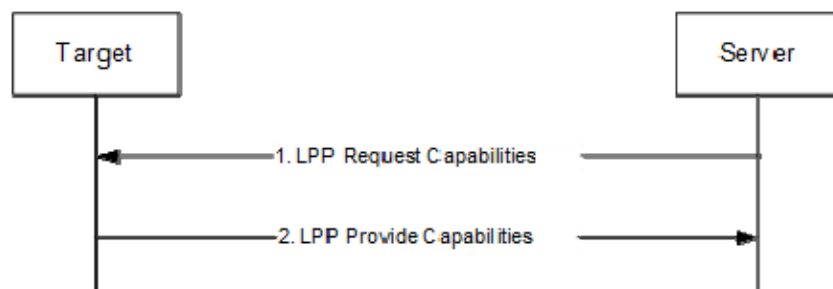 Target
Server
1. LPP Request Capabilities
2. LPP Provide Capabilities